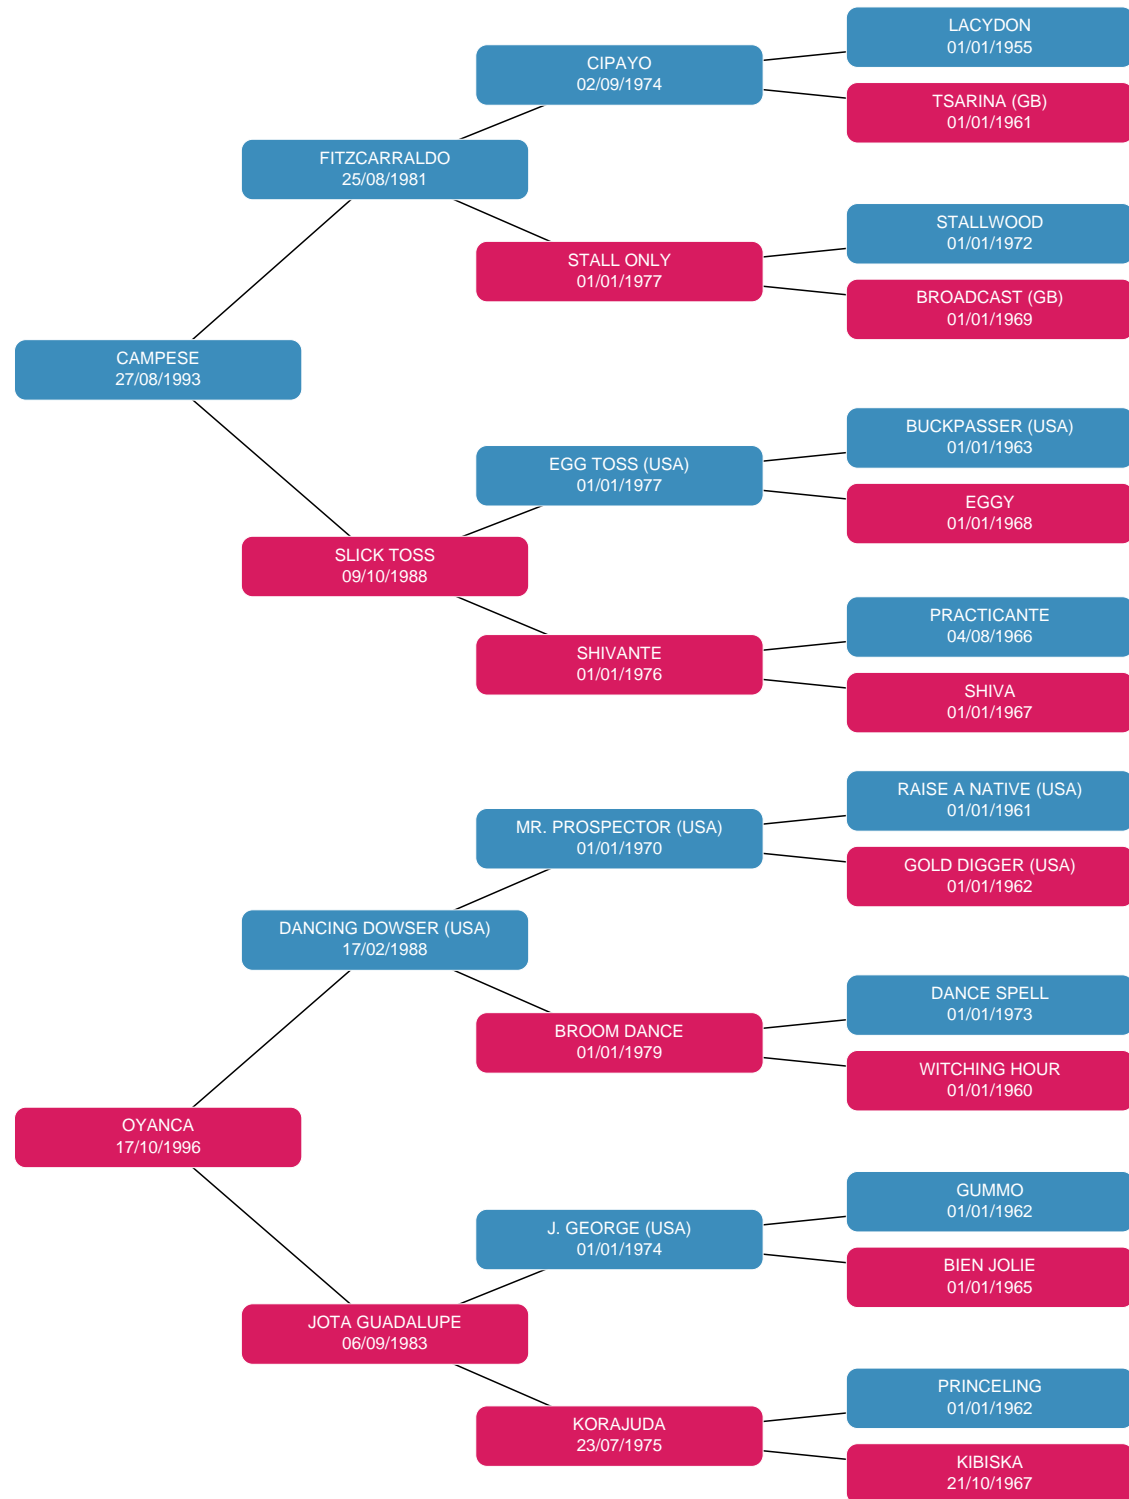 LACYDON
01/01/1955
CIPAYO
02/09/1974
TSARINA (GB)
01/01/1961
FITZCARRALDO
25/08/1981
STALLWOOD
01/01/1972
STALL ONLY
01/01/1977
BROADCAST (GB)
01/01/1969
CAMPESE
27/08/1993
BUCKPASSER (USA)
01/01/1963
EGG TOSS (USA)
01/01/1977
EGGY
01/01/1968
SLICK TOSS
09/10/1988
PRACTICANTE
04/08/1966
SHIVANTE
01/01/1976
SHIVA
01/01/1967
RAISE A NATIVE (USA)
01/01/1961
MR. PROSPECTOR (USA)
01/01/1970
GOLD DIGGER (USA)
01/01/1962
DANCING DOWSER (USA)
17/02/1988
DANCE SPELL
01/01/1973
BROOM DANCE
01/01/1979
WITCHING HOUR
01/01/1960
OYANCA
17/10/1996
GUMMO
01/01/1962
J. GEORGE (USA)
01/01/1974
BIEN JOLIE
01/01/1965
JOTA GUADALUPE
06/09/1983
PRINCELING
01/01/1962
KORAJUDA
23/07/1975
KIBISKA
21/10/1967